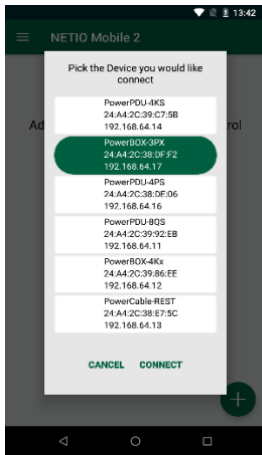 13:42
NETIO Mobile 2
Pick the Device you would like
connect
Ad
rol
PowerPDU-4KS
24:A4:2C:39:C7:5B
192.168.64.14
PowerBOX-3PX
24:A4:2C:38:DF:F2
192.168.64.17
PowerPDU-4PS
24:A4:2C:38:DE:06
192.168.64.16
PowerPDU-8QS
24:A4:2C:39:92:EB
192.168.64.11
PowerBOX-4Kx
24:A4:2C:39:86:EE
192.168.64.12
PowerCable-REST
24:A4:2C:38:E7:5C
192.168.64.13
CANCEL CONNECT